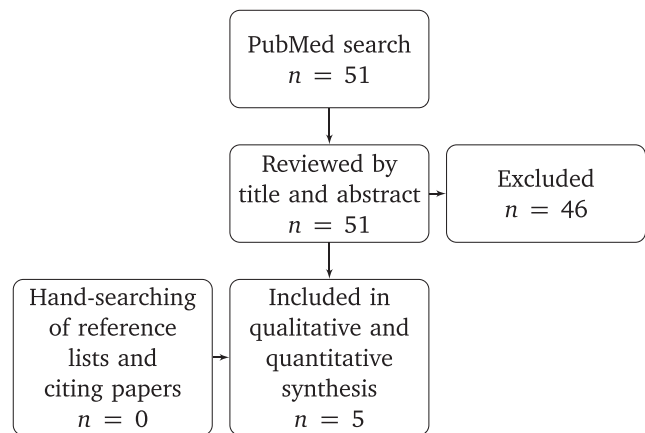 PubMed search
n = 51
Reviewed by
title and abstract
n = 51
Excluded
n = 46
Hand-searching
of reference
lists and
citing papers
n = 0
Included in
qualitative and
quantitative
synthesis
n = 5